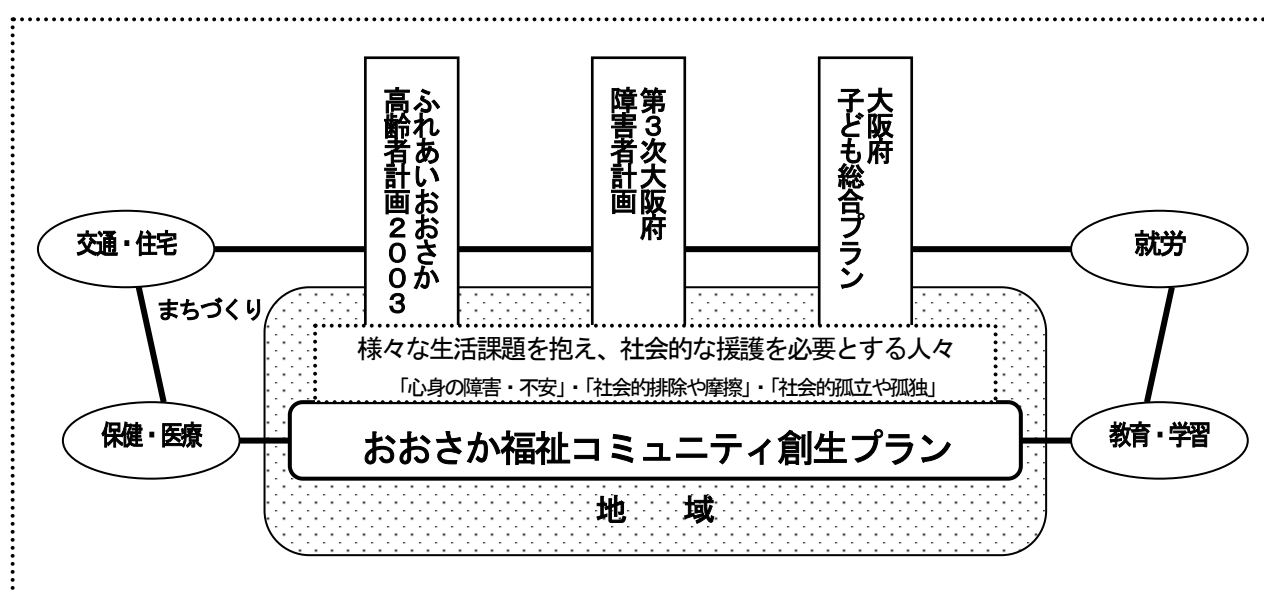 ふれあいおおさか
高齢者計画２００３
第３次大阪府
障害者計画
大阪府
子ども総合プラン
交通・住宅
就労
まちづくり
様々な生活課題を抱え、社会的な援護を必要とする人々
「心身の障害・不安」・「社会的排除や摩擦」・「社会的孤立や孤独」
保健・医療
おおさか福祉コミュニティ創生プラン
教育・学習
地　域